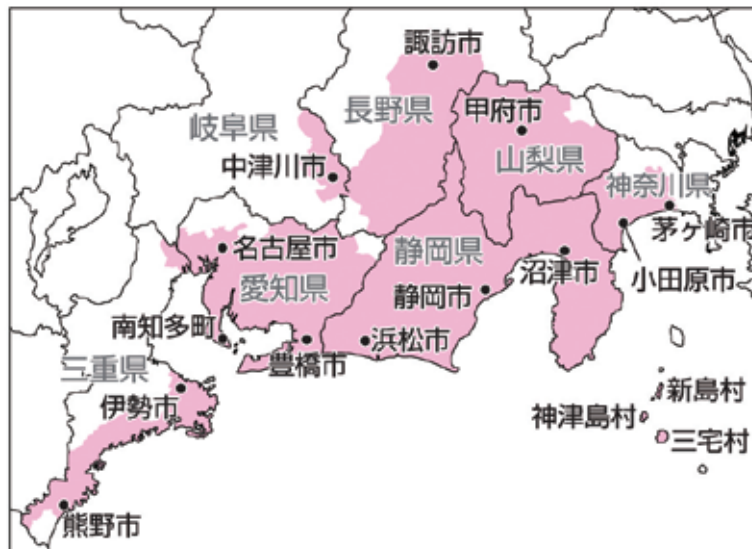 諏訪市
長野県
甲府市
岐阜県
山梨県
中津川市
神奈川県
茅ヶ崎市
名古屋市
静岡県
沼津市
小田原市
愛知県
静岡市
南知多町
豊橋市
浜松市
三重県
伊勢市
新島村
神津島村
三宅村
熊野市